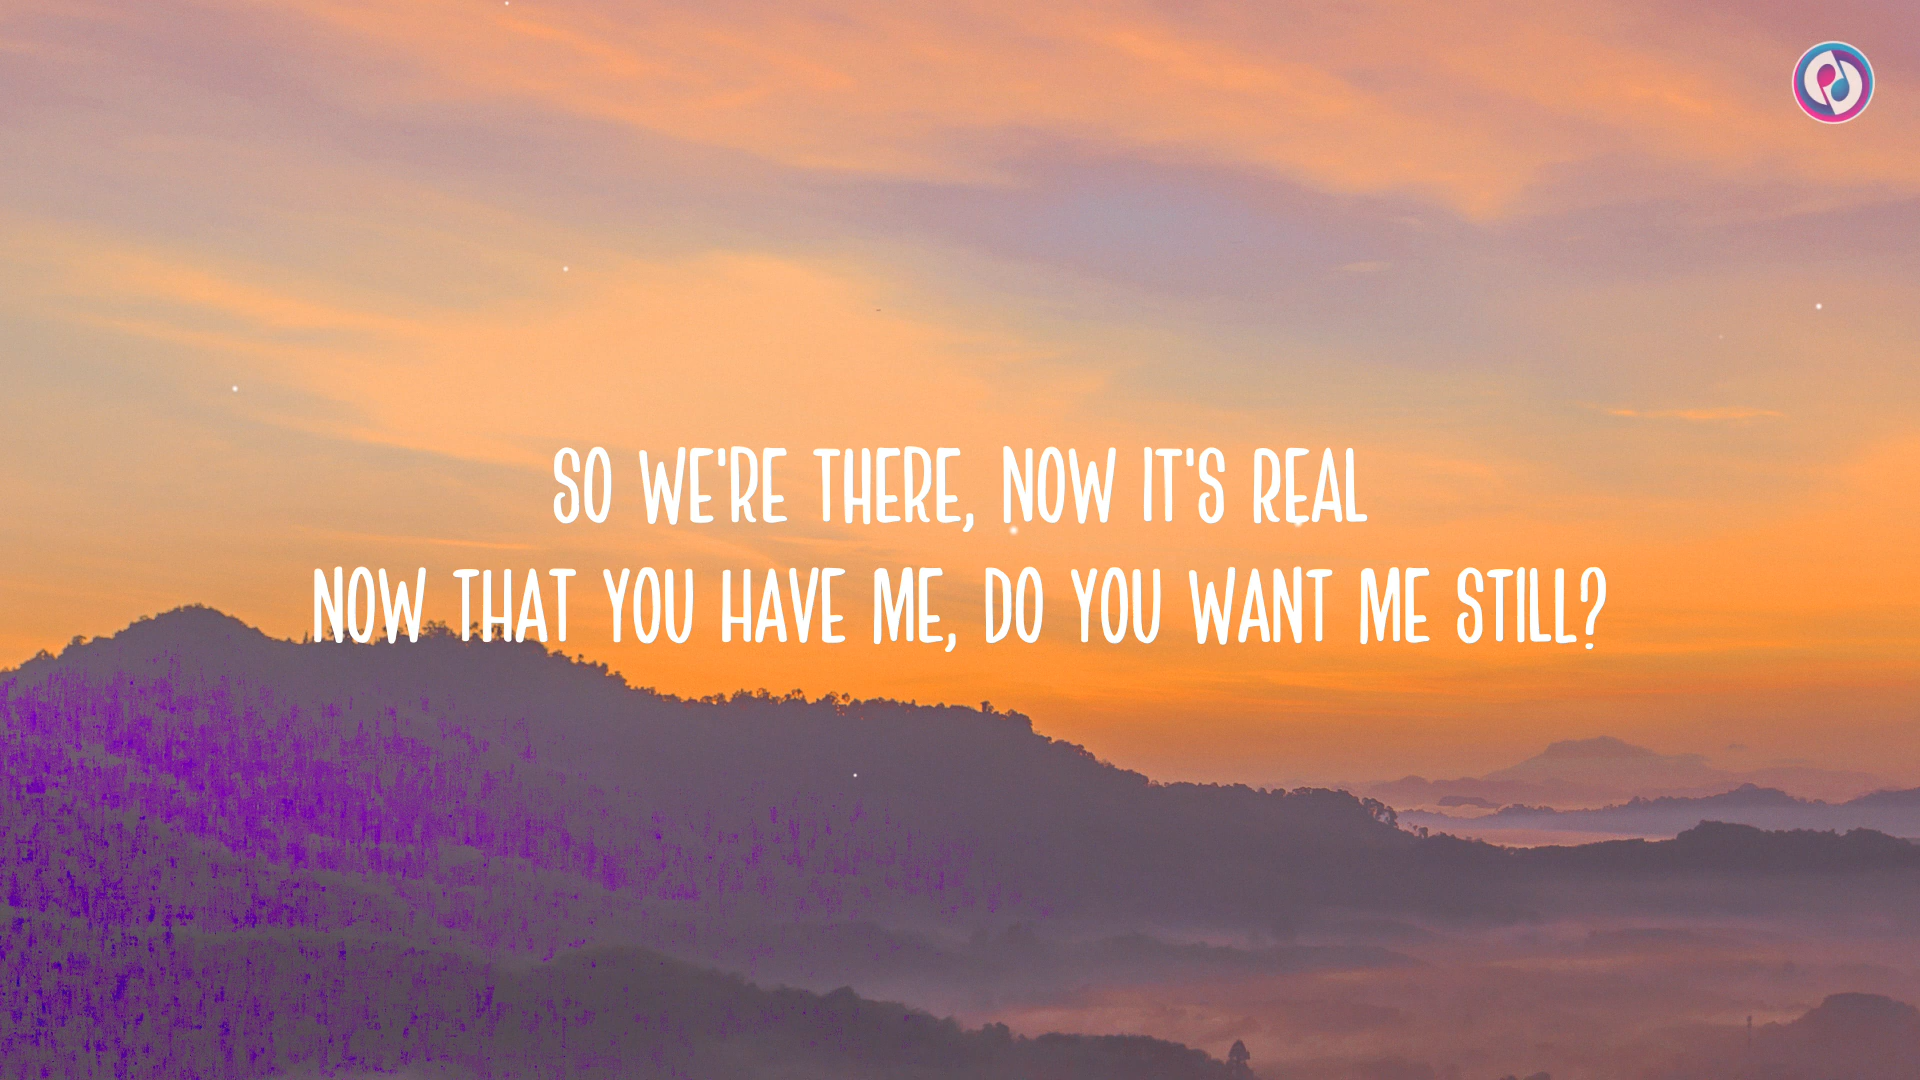 SO WE'RE THERE, NOW IT'S REAL
NOW THAT YOU HAVE ME, DO YOU WANT ME STILL?